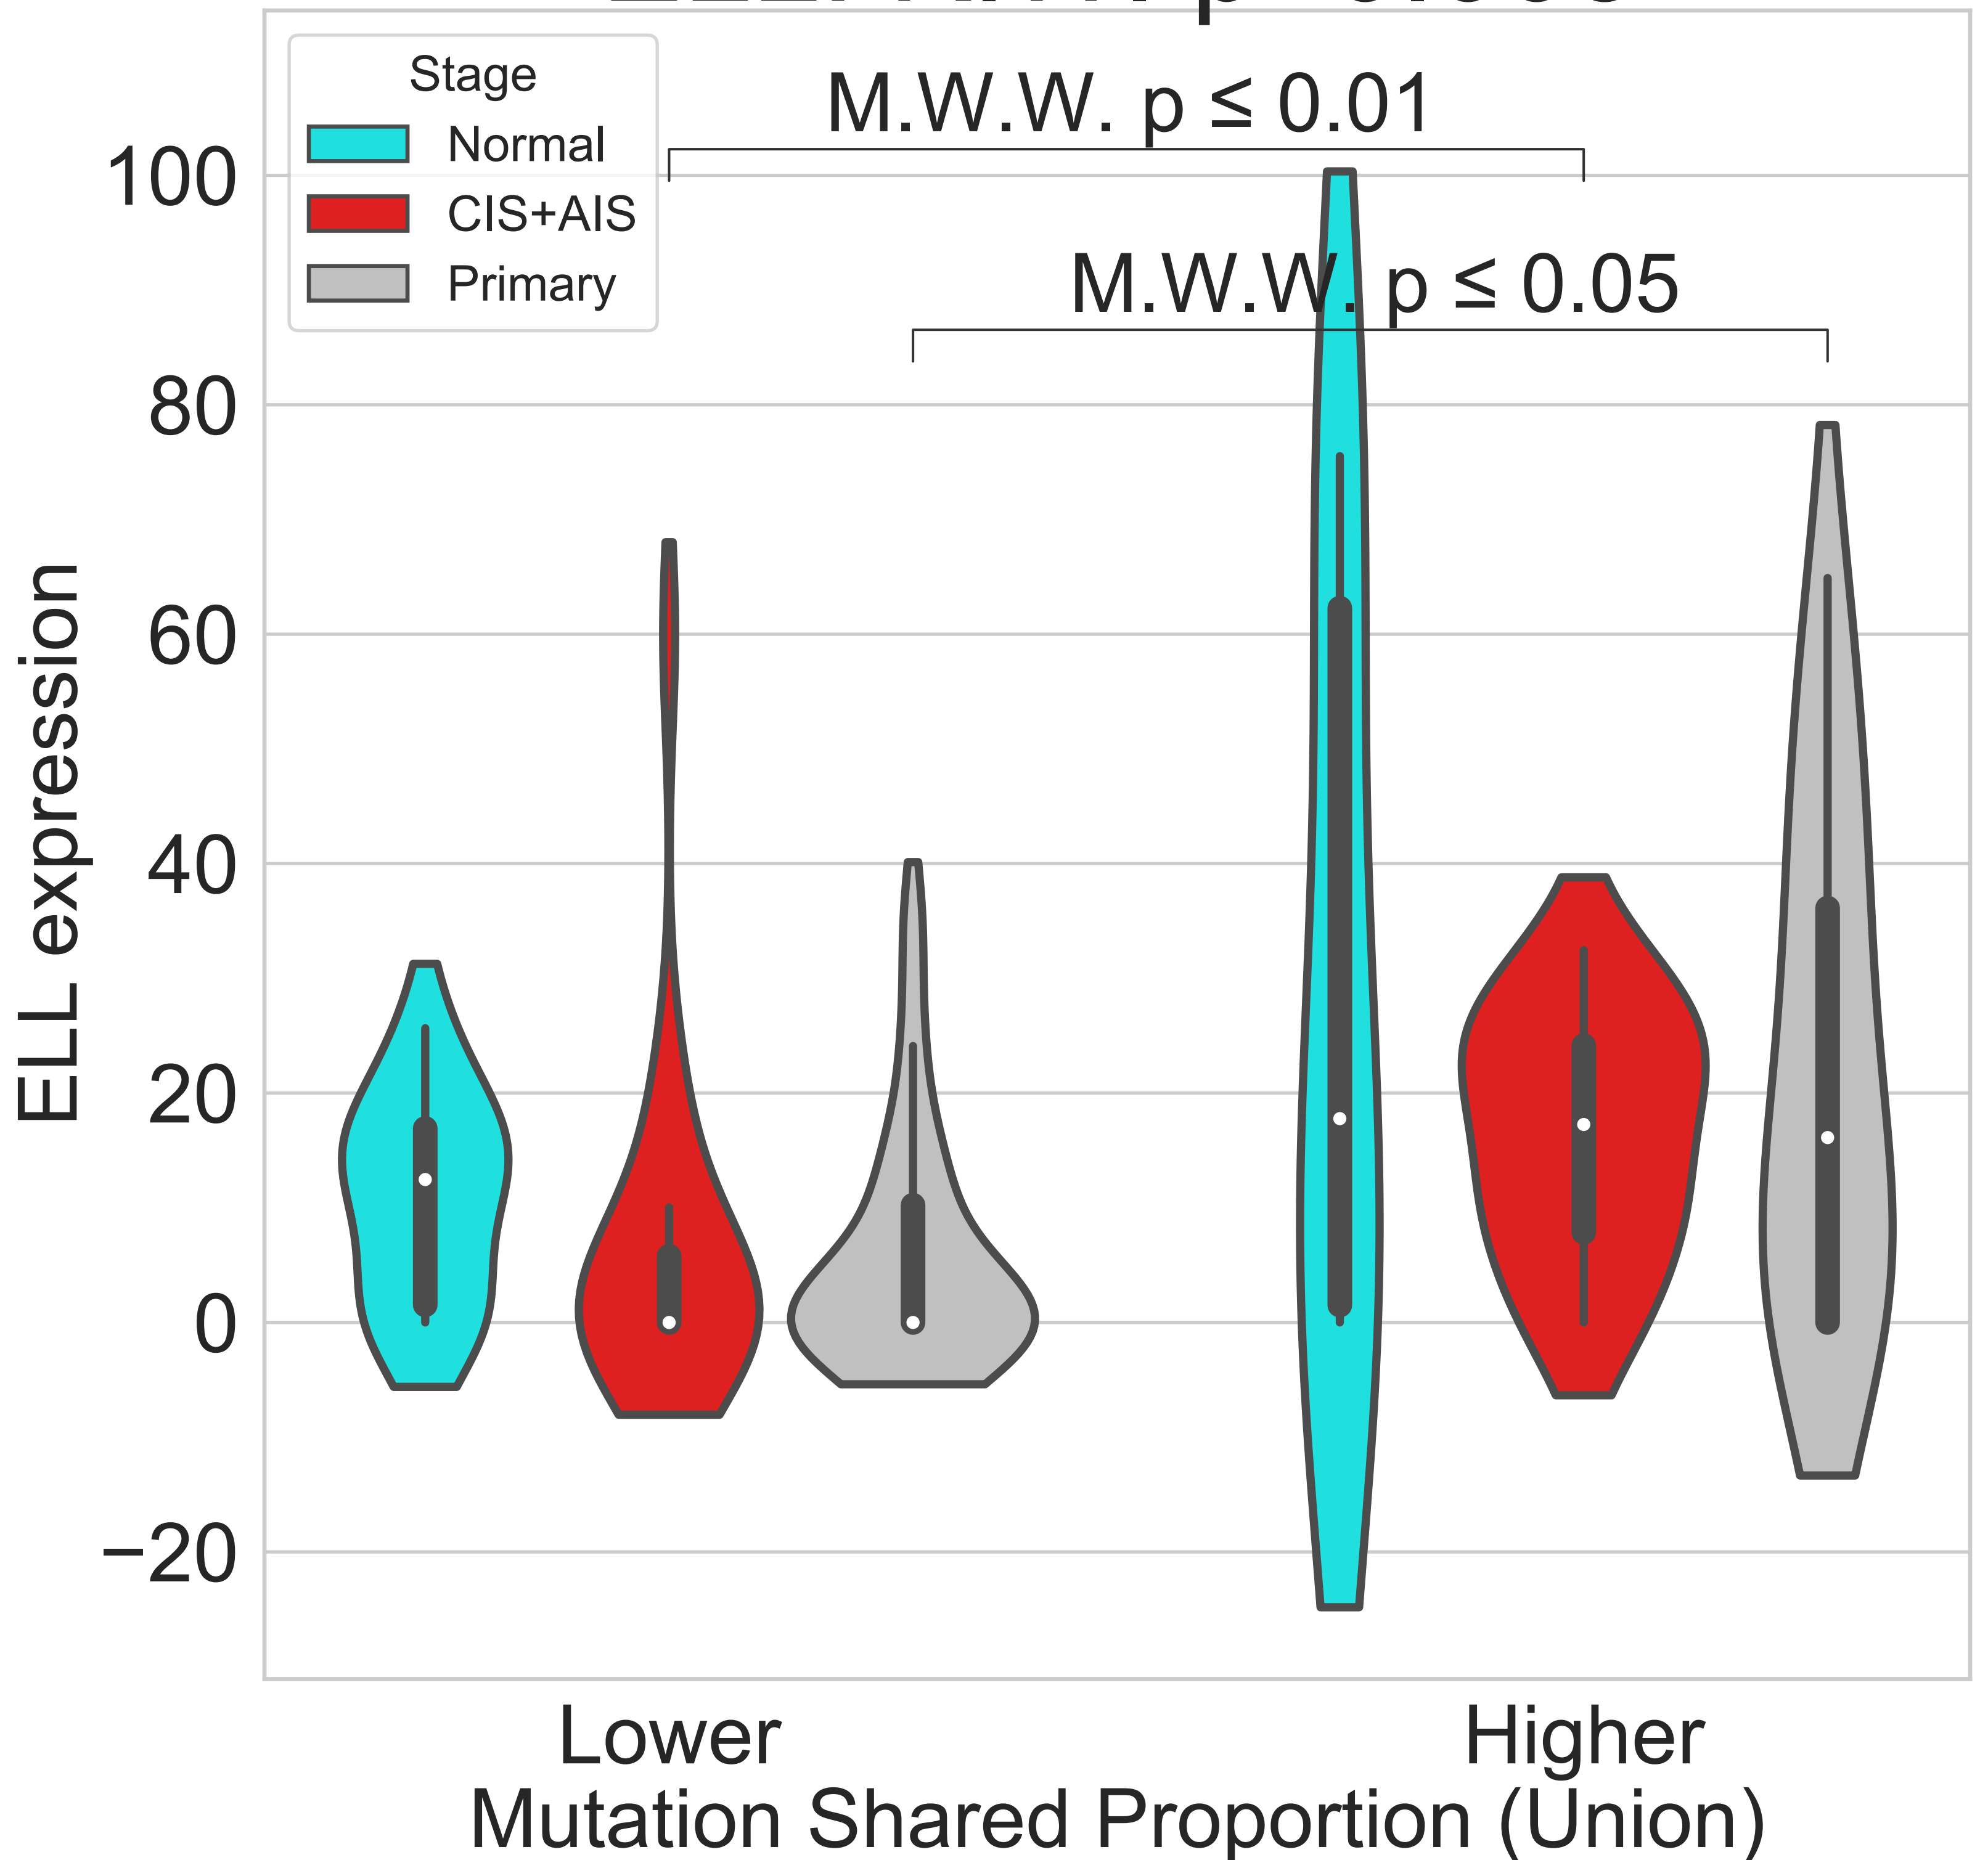 Stage
Normal
CIS+AIS
Primary
M.W.W. p ≤ 0.01
M.W.W. p ≤ 0.05
100
80
60
40
20
0
−20
ELL expression
Lower
Higher
Mutation Shared Proportion (Union)